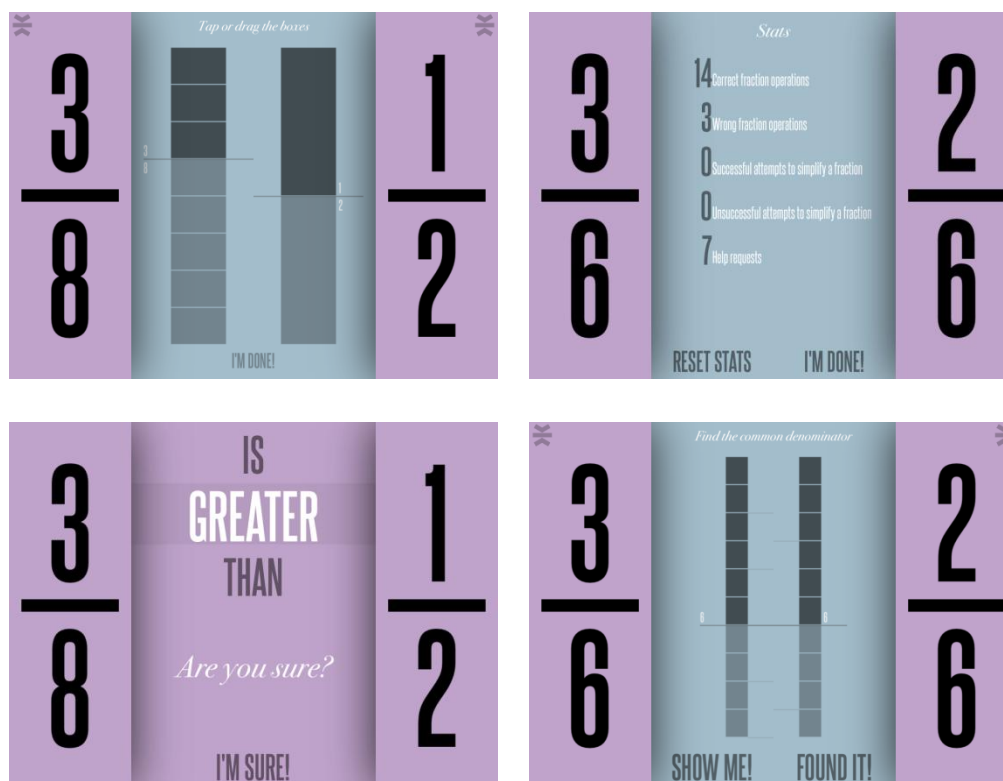 Tap or drag the boxes
3
8
3
8
1
2
1
2
I'M DONE!
Stats
3
6
14 Correct fraction operations
3 Wrong fraction operations
0 Successful attempts to simplify a fraction
0 Unsuccessful attempts to simplify a fraction
7 Help requests
2
6
RESET STATS I'M DONE!
3
8
IS
GREATER
THAN
Are you sure?
I'M SURE!
1
2
Find the common denominator
3
6
6
6
2
6
SHOW ME! FOUND IT!